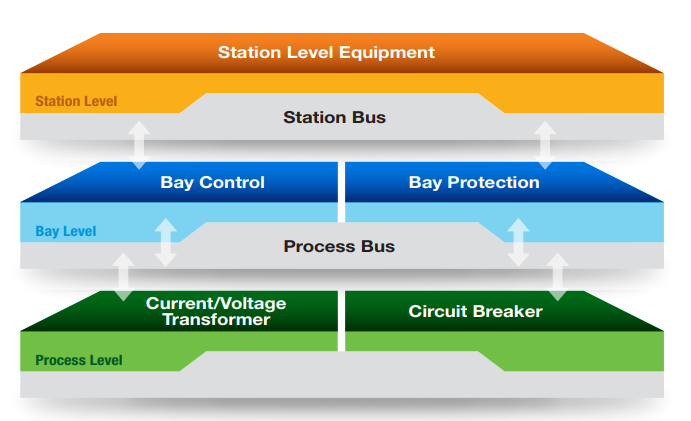 Station Level Equipment
Station Level
Station Bus
Bay Control
Bay Protection
Bay Level
Process Bus
Current/Voltage
Transformer
Circuit Breaker
Process Level